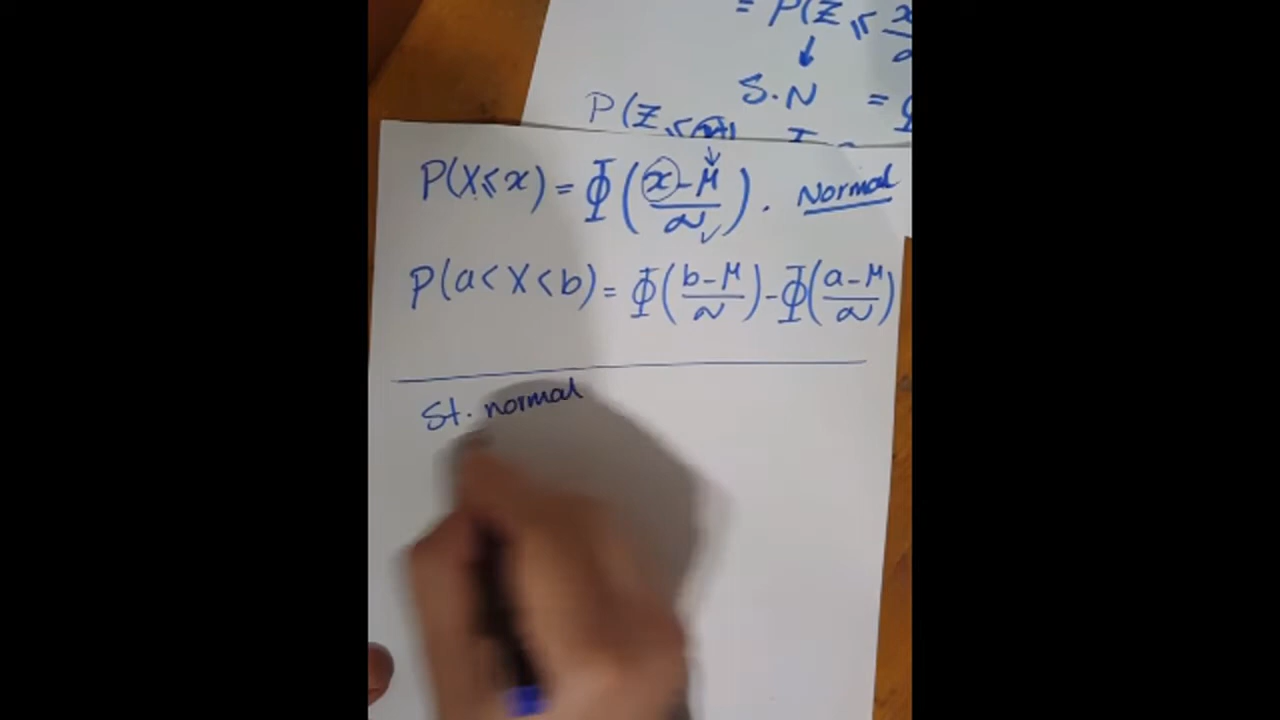 = P(Z ≤ x
↓
S.N =
P(Z ≤
P(X≤x) = Φ(x-μ/σ). Normal
P(a<X<b) = Φ(b-μ/σ) - Φ(a-μ/σ)
St. normal